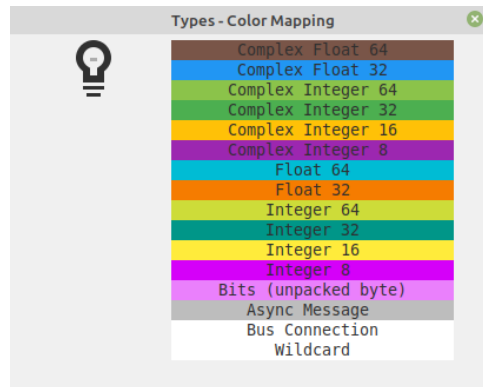 Types - Color Mapping
Complex Float 64
Complex Float 32
Complex Integer 64
Complex Integer 32
Complex Integer 16
Complex Integer 8
Float 64
Float 32
Integer 64
Integer 32
Integer 16
Integer 8
Bits (unpacked byte)
Async Message
Bus Connection
Wildcard